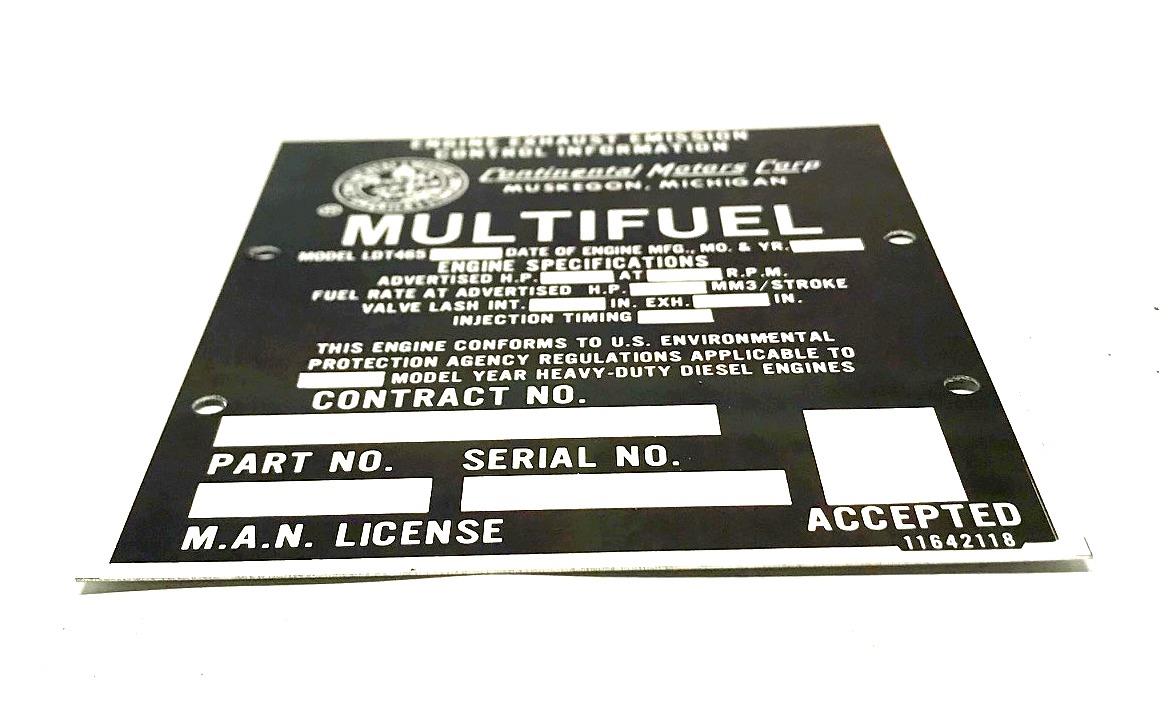 ENGINE EXHAUST EMISSION
CONTROL INFORMATION
Continental Motors Corp
MUSKEGON, MICHIGAN
®
MULTIFUEL
MODEL LDT465 DATE OF ENGINE MFG., MO. & YR.
ENGINE SPECIFICATIONS
ADVERTISED H.P. AT R.P.M.
FUEL RATE AT ADVERTISED H.P. MM3/STROKE
VALVE LASH INT. IN. EXH. IN.
INJECTION TIMING
THIS ENGINE CONFORMS TO U.S. ENVIRONMENTAL
PROTECTION AGENCY REGULATIONS APPLICABLE TO
MODEL YEAR HEAVY-DUTY DIESEL ENGINES
CONTRACT NO.
PART NO. SERIAL NO.
M.A.N. LICENSE
ACCEPTED
11642118